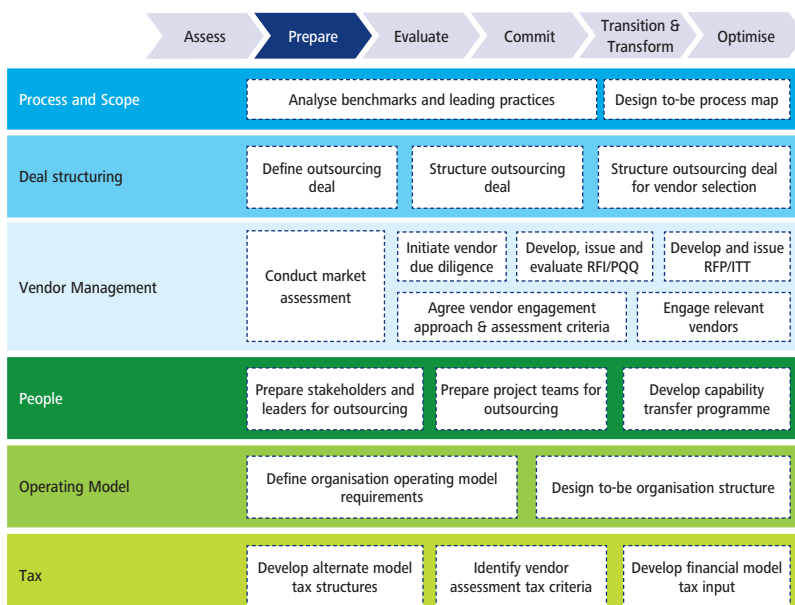 Assess
Prepare
Evaluate
Commit
Transition &
Transform
Optimise
Process and Scope
Analyse benchmarks and leading practices
Design to-be process map
Deal structuring
Define outsourcing
deal
Structure outsourcing
deal
Structure outsourcing deal
for vendor selection
Vendor Management
Conduct market
assessment
Initiate vendor
due diligence
Develop, issue and
evaluate RFI/PQQ
Develop and issue
RFP/ITT
Agree vendor engagement
approach & assessment criteria
Engage relevant
vendors
People
Prepare stakeholders and
leaders for outsourcing
Prepare project teams for
outsourcing
Develop capability
transfer programme
Operating Model
Define organisation operating model
requirements
Design to-be organisation structure
Tax
Develop alternate model
tax structures
Identify vendor
assessment tax criteria
Develop financial model
tax input